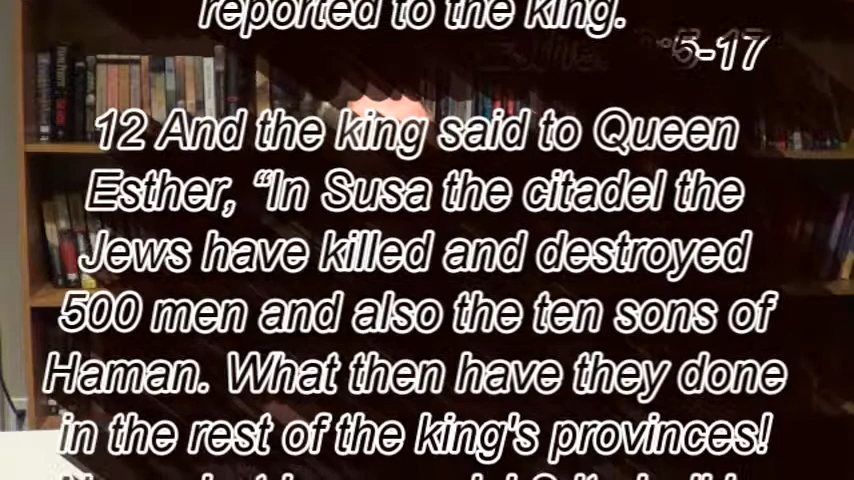 reported to the king.
5-17
12 And the king said to Queen
Esther, “In Susa the citadel the
Jews have killed and destroyed
500 men and also the ten sons of
Haman. What then have they done
in the rest of the king's provinces!